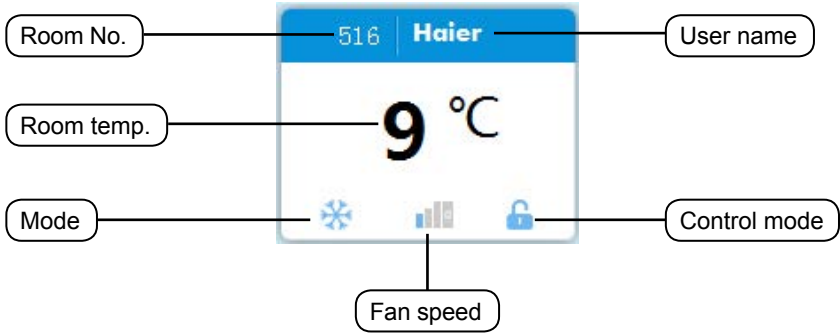 Room No.
516
Haier
User name
Room temp.
9 °C
Mode
Control mode
Fan speed